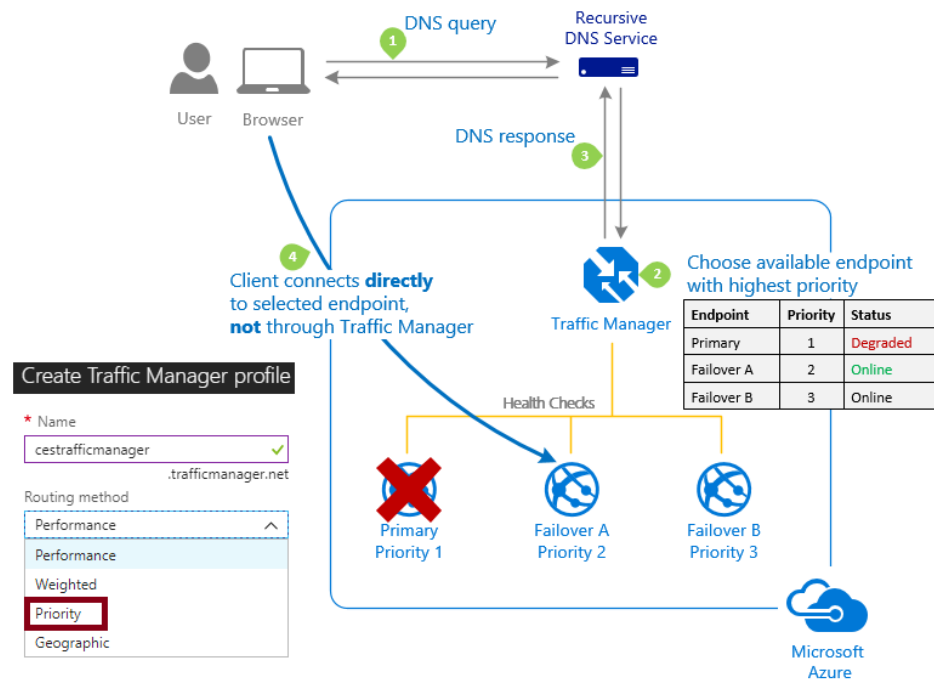 DNS query
1
Recursive
DNS Service
User
Browser
DNS response
3
4
Client connects directly
to selected endpoint,
not through Traffic Manager
2
Traffic Manager
Choose available endpoint
with highest priority
Endpoint Priority Status
Primary 1 Degraded
Failover A 2 Online
Failover B 3 Online
Health Checks
Primary
Priority 1
Failover A
Priority 2
Failover B
Priority 3
Create Traffic Manager profile
* Name
cestrafficmanager
.trafficmanager.net
Routing method
Performance
Performance
Weighted
Priority
Geographic
Microsoft
Azure